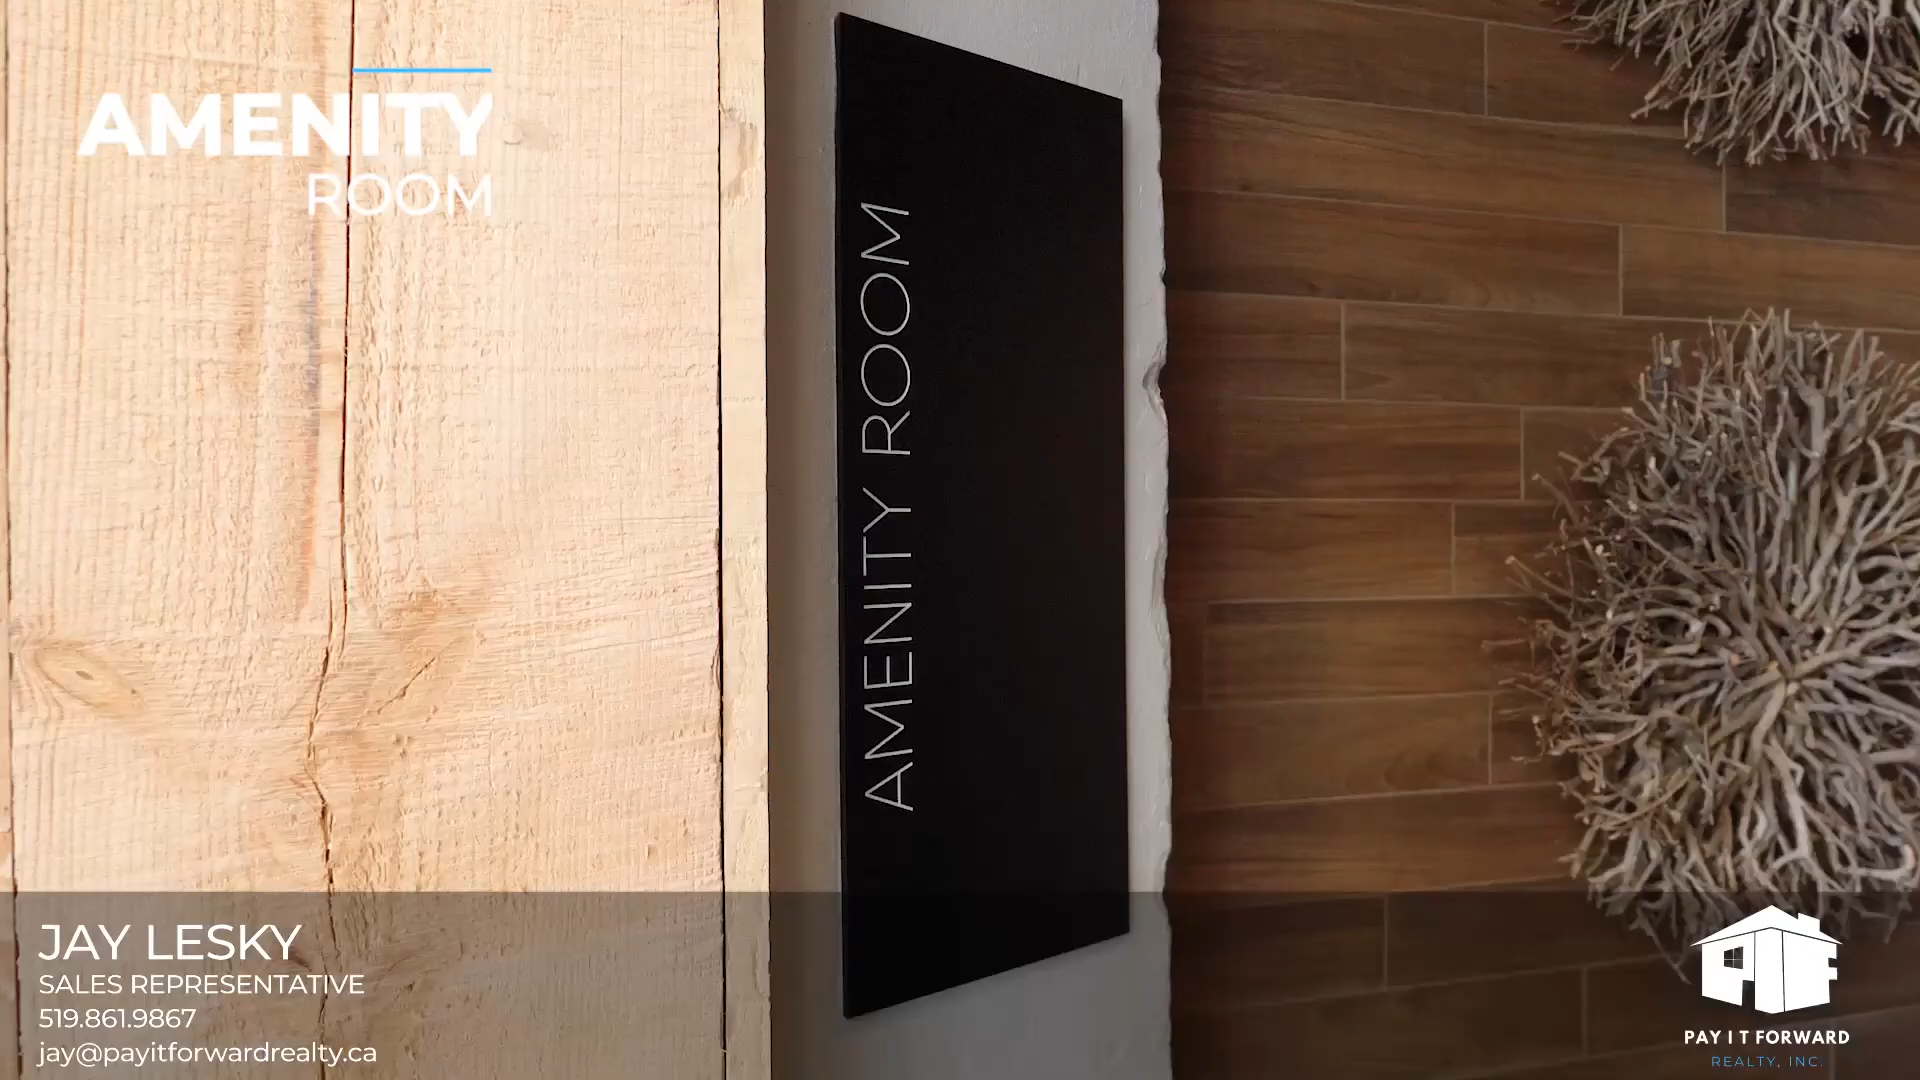 AMENITY
ROOM
AMENITY ROOM
JAY LESKY
SALES REPRESENTATIVE
519.861.9867
jay@payitforwardrealty.ca
PAY IT FORWARD
REALTY, INC.